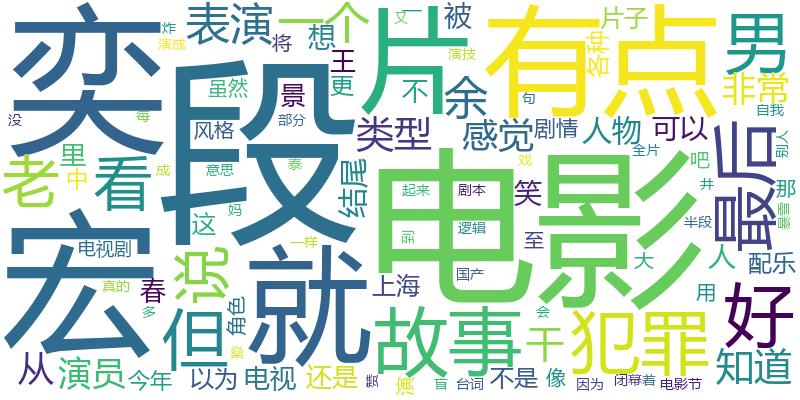 奕
段
片
电影
有点
宏
就
最后
故事
犯罪
好
男
表演
一个
看
老
说
但
余
类型
感觉
人物
可以
非常
片子
各种
被
想
王
景
将
更
不
里
这
虽然
风格
部分
结尾
剧情
笑
吧
那
全片
自我
别人
井
暴雪
半段
配乐
知道
人
大
用
干
至
上海
国产
逻辑
剧本
起来
泰
意思
成
中
妈
一样
电视剧
真的
春
多
角色
从
演员
今年
以为
电视
还是
演
盲
台词
不是
像
因为
闭幕
着
电影节
会
句
戏
又
一
演技
炸
演成
没
每
赞